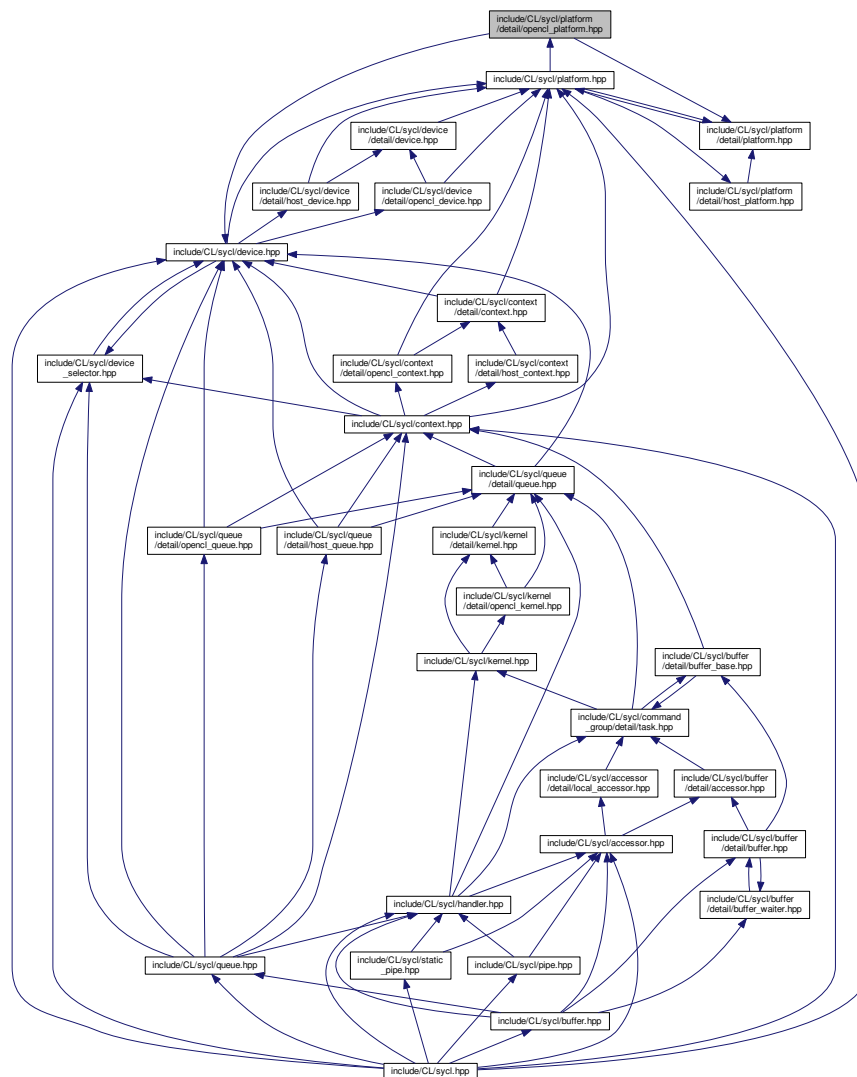 include/CL/sycl/platform
/detail/opencl_platform.hpp
include/CL/sycl/platform.hpp
include/CL/sycl/device
/detail/device.hpp
include/CL/sycl/platform
/detail/platform.hpp
include/CL/sycl/device
/detail/host_device.hpp
include/CL/sycl/device
/detail/opencl_device.hpp
include/CL/sycl/platform
/detail/host_platform.hpp
include/CL/sycl/device.hpp
include/CL/sycl/context
/detail/context.hpp
include/CL/sycl/device
_selector.hpp
include/CL/sycl/context
/detail/opencl_context.hpp
include/CL/sycl/context
/detail/host_context.hpp
include/CL/sycl/context.hpp
include/CL/sycl/queue
/detail/queue.hpp
include/CL/sycl/queue
/detail/opencl_queue.hpp
include/CL/sycl/queue
/detail/host_queue.hpp
include/CL/sycl/kernel
/detail/kernel.hpp
include/CL/sycl/kernel
/detail/opencl_kernel.hpp
include/CL/sycl/kernel.hpp
include/CL/sycl/buffer
/detail/buffer_base.hpp
include/CL/sycl/command
_group/detail/task.hpp
include/CL/sycl/accessor
/detail/local_accessor.hpp
include/CL/sycl/buffer
/detail/accessor.hpp
include/CL/sycl/accessor.hpp
include/CL/sycl/buffer
/detail/buffer.hpp
include/CL/sycl/handler.hpp
include/CL/sycl/buffer
/detail/buffer_waiter.hpp
include/CL/sycl/queue.hpp
include/CL/sycl/static
_pipe.hpp
include/CL/sycl/pipe.hpp
include/CL/sycl/buffer.hpp
include/CL/sycl.hpp